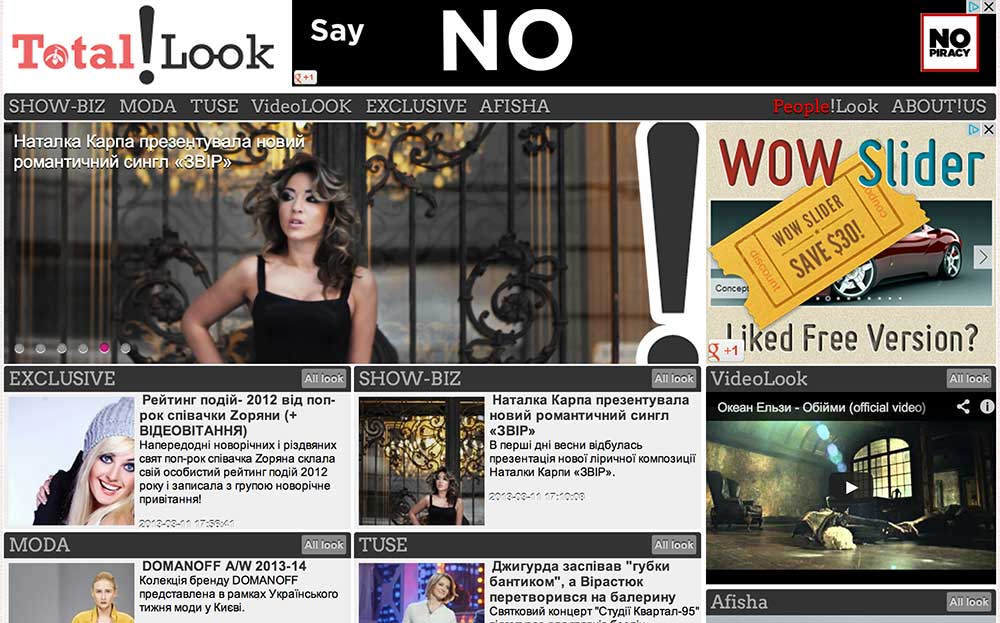 Total!Look
Say NO
NO
PIRACY
+1
SHOW-BIZ MODA TUSE VideoLOOK EXCLUSIVE AFISHA People!Look ABOUT!US
Наталка Карпа презентувала новий
романтичний сингл «ЗВІР»
WOW Slider
WOW SLIDER
SAVE $30!
coupon
discount
Concept
Liked Free Version?
+1
EXCLUSIVE All look
Рейтинг подій- 2012 від поп-
рок співачки Zоряни (+
ВІДЕОВІТАННЯ)
Напередодні новорічних і різдвяних
свят поп-рок співачка Zоряна склала
свій особистий рейтинг подій 2012
року і записала з групою новорічне
привітання!
2013-03-11 17:56:41
SHOW-BIZ All look
Наталка Карпа презентувала
новий романтичний сингл
«ЗВІР»
В перші дні весни відбулась
презентація нової ліричної композиції
Наталки Карпи «ЗВІР».
2013-03-11 17:10:03
VideoLook All look
Океан Ельзи - Обійми (official video)
MODA All look
DOMANOFF A/W 2013-14
Колекція бренду DOMANOFF
представлена в рамках Українського
тижня моди у Києві.
TUSE All look
Джигурда заспівав "губки
бантиком", а Вірастюк
перетворився на балерину
Святковий концерт "Студії Квартал-95"
Afisha All look